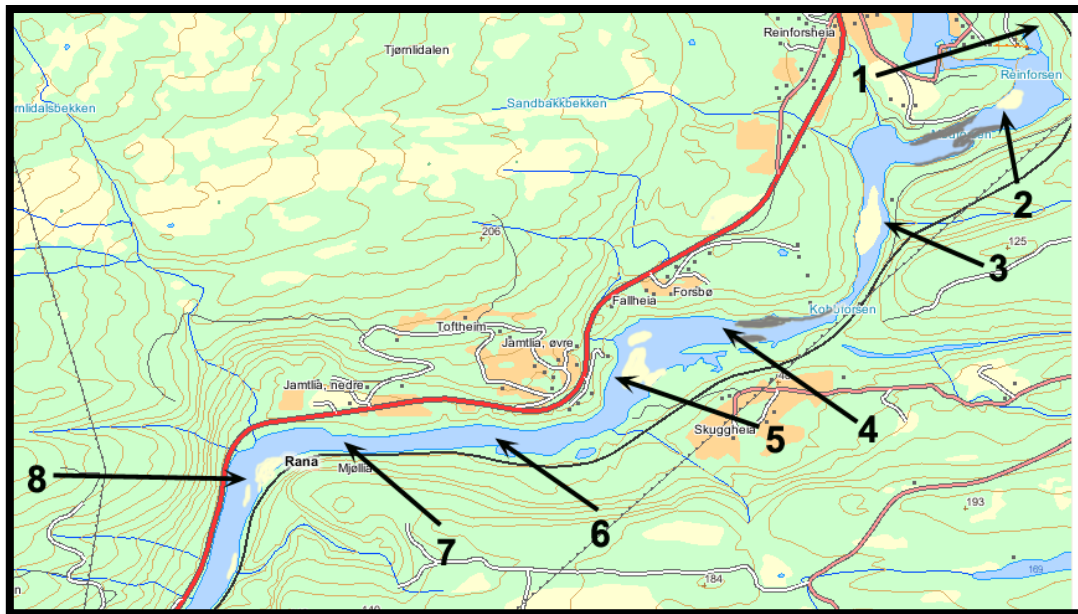 Reinforsheia
Tjømlidalen
1
Reinforsen
Sandbakkbekken
mlidalsbekken
2
206
3
125
Forsbø
Fallheia
Kobbforsen
Toftheim
Jamtlia, øvre
Jamtlia, nedre
4
5
Skuggheia
Rana
Mjøllia
8
6
7
193
169
184